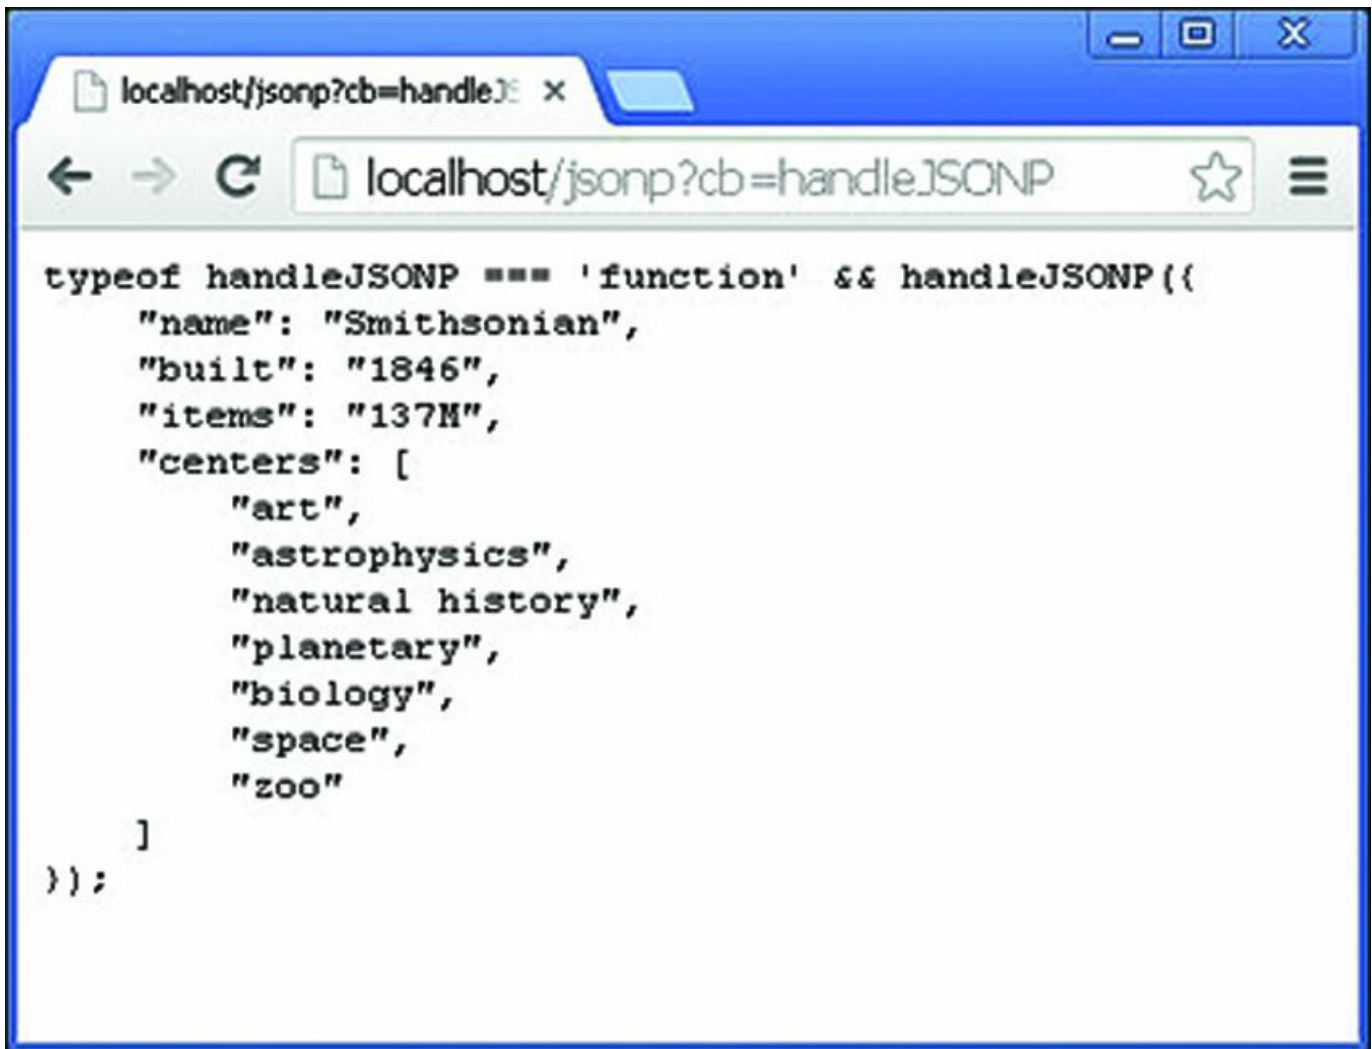 localhost/jsonp?cb=handleJS
localhost/jsonp?cb=handleJSONP
typeof handleJSONP === 'function' && handleJSONP({
"name": "Smithsonian",
"built": "1846",
"items": "137M",
"centers": [
"art",
"astrophysics",
"natural history",
"planetary",
"biology",
"space",
"zoo"
]
});